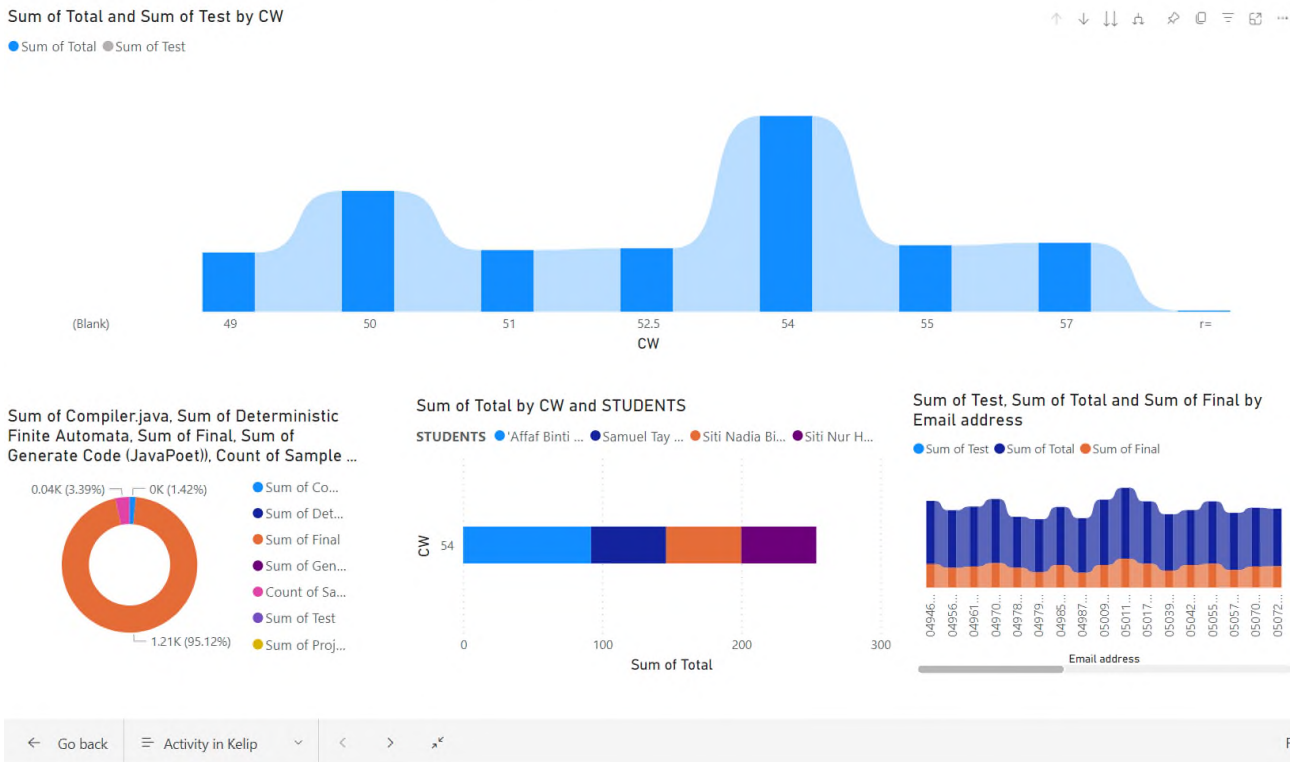 Sum of Total and Sum of Test by CW
Sum of Total Sum of Test
(Blank) 49 50 51 52.5 54 55 57 r=
CW
Sum of Compiler.java, Sum of Deterministic
Finite Automata, Sum of Final, Sum of
Generate Code (JavaPoet)), Count of Sample ...
0.04K (3.39%) 0K (1.42%)
1.21K (95.12%)
Sum of Co...
Sum of Det...
Sum of Final
Sum of Gen...
Count of Sa...
Sum of Test
Sum of Proj...
Sum of Total by CW and STUDENTS
STUDENTS 'Affaf Binti ... Samuel Tay ... Siti Nadia Bi... Siti Nur H...
CW
54
0 100 200 300
Sum of Total
Sum of Test, Sum of Total and Sum of Final by
Email address
Sum of Test Sum of Total Sum of Final
04946...
04956...
04961...
04970...
04978...
04979...
04985...
04987...
05009...
05011...
05017...
05039...
05042...
05055...
05057...
05070...
05072...
Email address
Go back Activity in Kelip